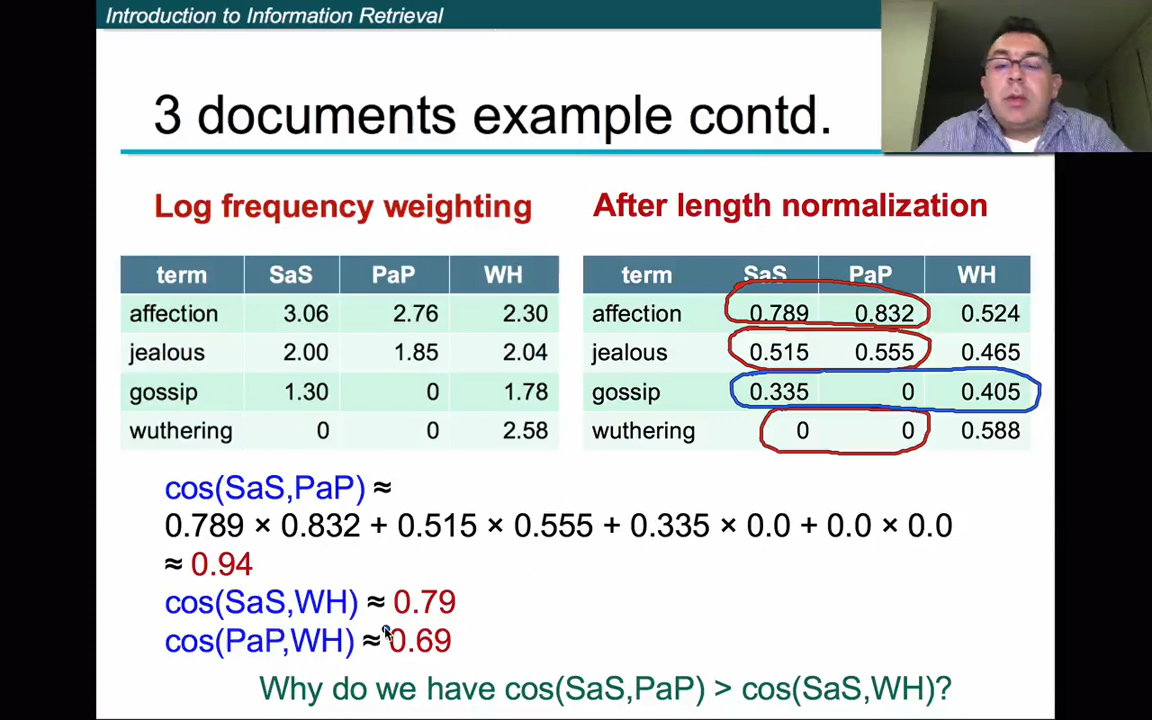 Introduction to Information Retrieval
3 documents example contd.
Log frequency weighting
term SaS PaP WH
affection 3.06 2.76 2.30
jealous 2.00 1.85 2.04
gossip 1.30 0 1.78
wuthering 0 0 2.58
After length normalization
term SaS PaP WH
affection 0.789 0.832 0.524
jealous 0.515 0.555 0.465
gossip 0.335 0 0.405
wuthering 0 0 0.588
cos(SaS,PaP) ≈
0.789 × 0.832 + 0.515 × 0.555 + 0.335 × 0.0 + 0.0 × 0.0
≈ 0.94
cos(SaS,WH) ≈ 0.79
cos(PaP,WH) ≈ 0.69
Why do we have cos(SaS,PaP) > cos(SaS,WH)?